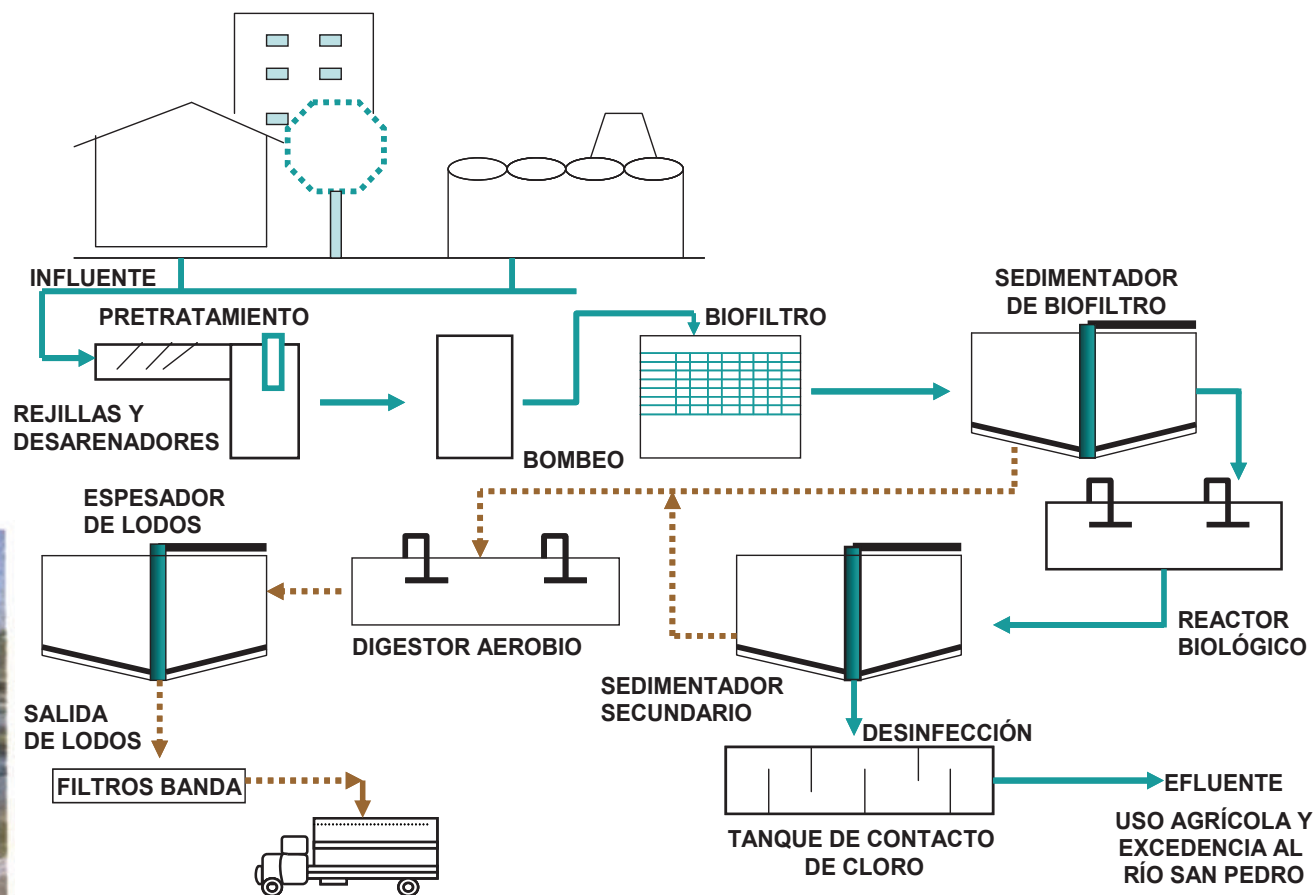 INFLUENTE
PRETRATAMIENTO
REJILLAS Y
DESARENADORES
BOMBEO
BIOFILTRO
SEDIMENTADOR
DE BIOFILTRO
ESPESADOR
DE LODOS
DIGESTOR AEROBIO
REACTOR
BIOLÓGICO
SEDIMENTADOR
SECUNDARIO
SALIDA
DE LODOS
FILTROS BANDA
DESINFECCIÓN
TANQUE DE CONTACTO
DE CLORO
EFLUENTE
USO AGRÍCOLA Y
EXCEDENCIA AL
RÍO SAN PEDRO